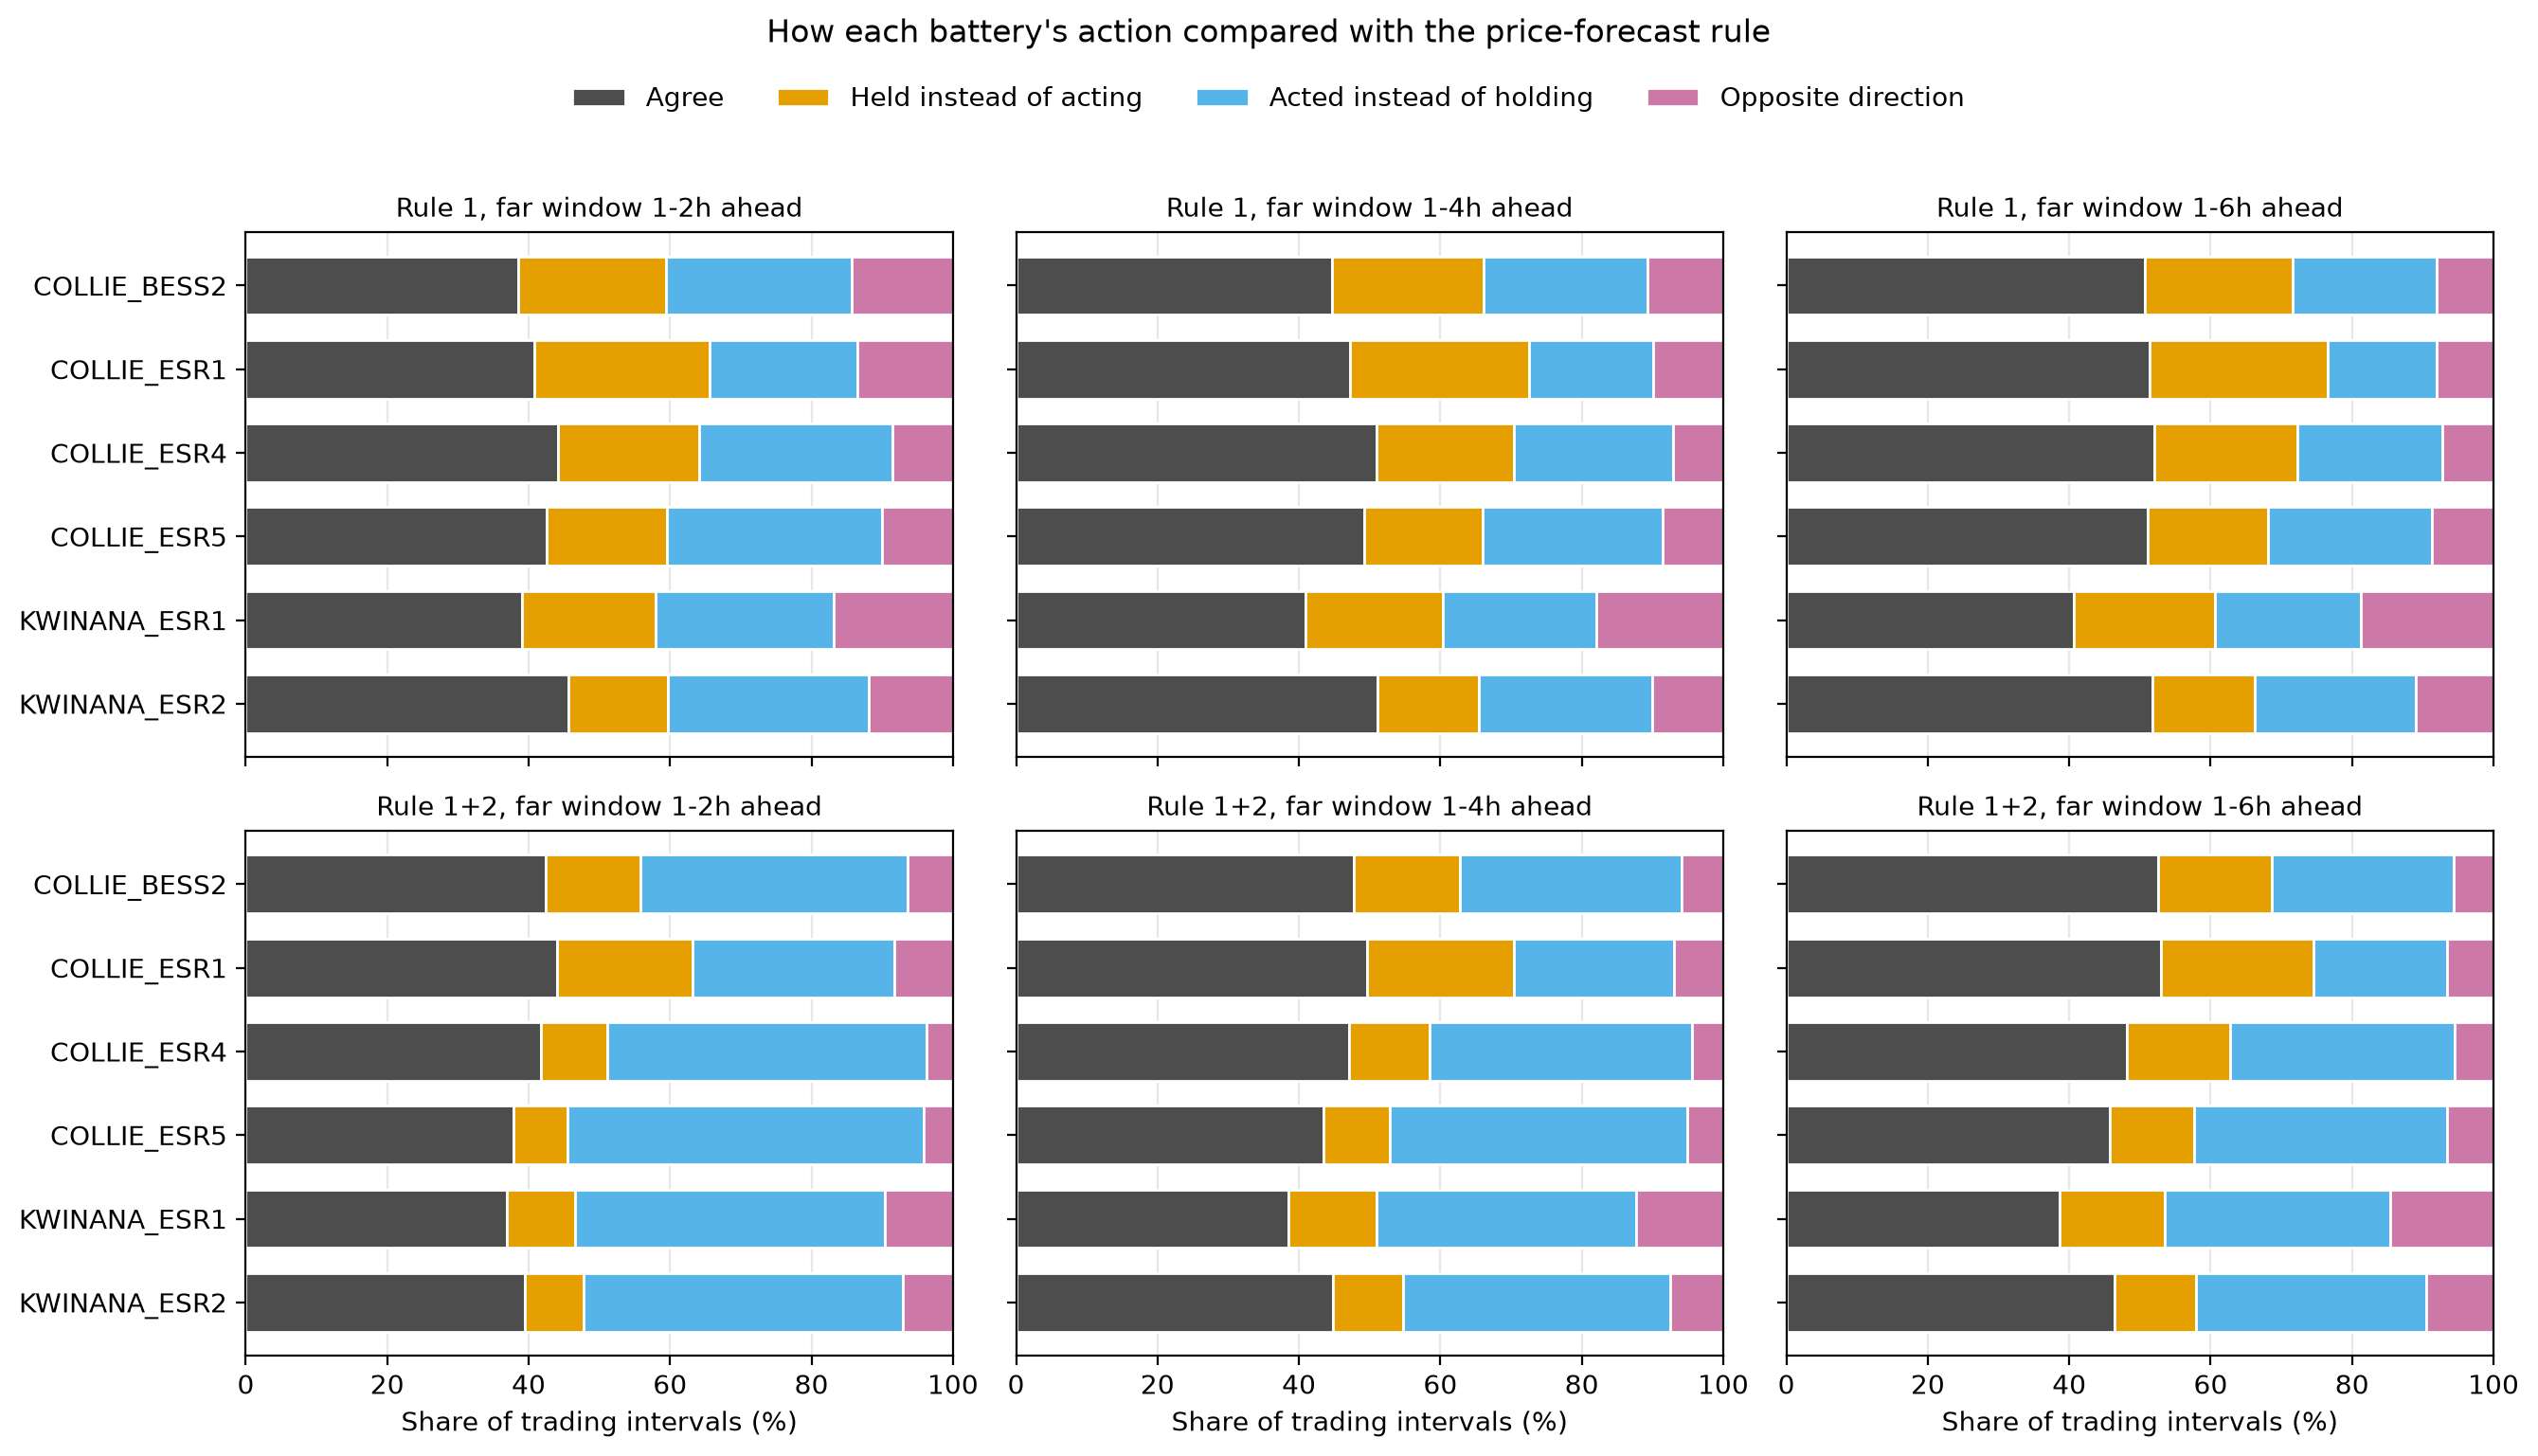 How each battery's action compared with the price-forecast rule
Agree
Held instead of acting
Acted instead of holding
Opposite direction
Rule 1, far window 1-2h ahead
Rule 1, far window 1-4h ahead
Rule 1, far window 1-6h ahead
COLLIE_BESS2
COLLIE_ESR1
COLLIE_ESR4
COLLIE_ESR5
KWINANA_ESR1
KWINANA_ESR2
Rule 1+2, far window 1-2h ahead
Rule 1+2, far window 1-4h ahead
Rule 1+2, far window 1-6h ahead
COLLIE_BESS2
COLLIE_ESR1
COLLIE_ESR4
COLLIE_ESR5
KWINANA_ESR1
KWINANA_ESR2
0 20 40 60 80 100
0 20 40 60 80 100
0 20 40 60 80 100
Share of trading intervals (%)
Share of trading intervals (%)
Share of trading intervals (%)